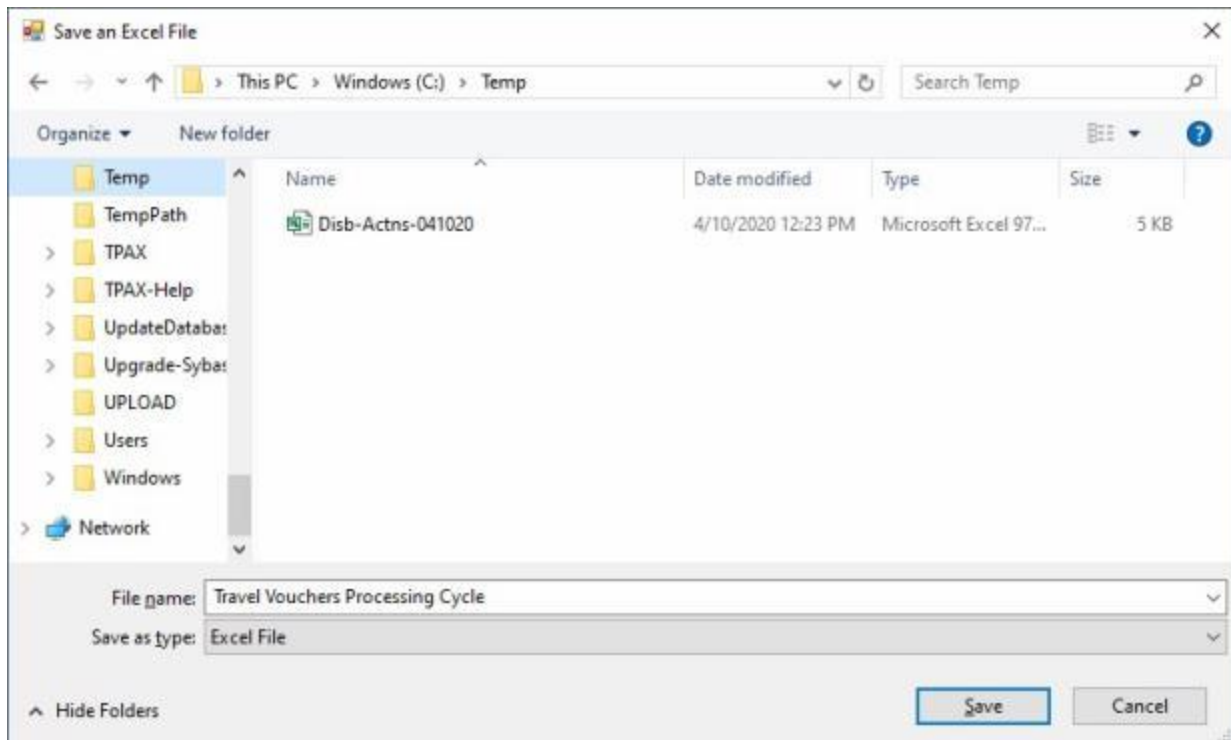 Save an Excel File
This PC > Windows (C:) > Temp
Search Temp
Organize
New folder
Name Date modified Type Size
Temp
TempPath
TPAX
TPAX-Help
UpdateDatabas
Upgrade-Sybas
UPLOAD
Users
Windows
Network
Disb-Actns-041020 4/10/2020 12:23 PM Microsoft Excel 97... 5 KB
File name: Travel Vouchers Processing Cycle
Save as type: Excel File
Hide Folders
Save
Cancel